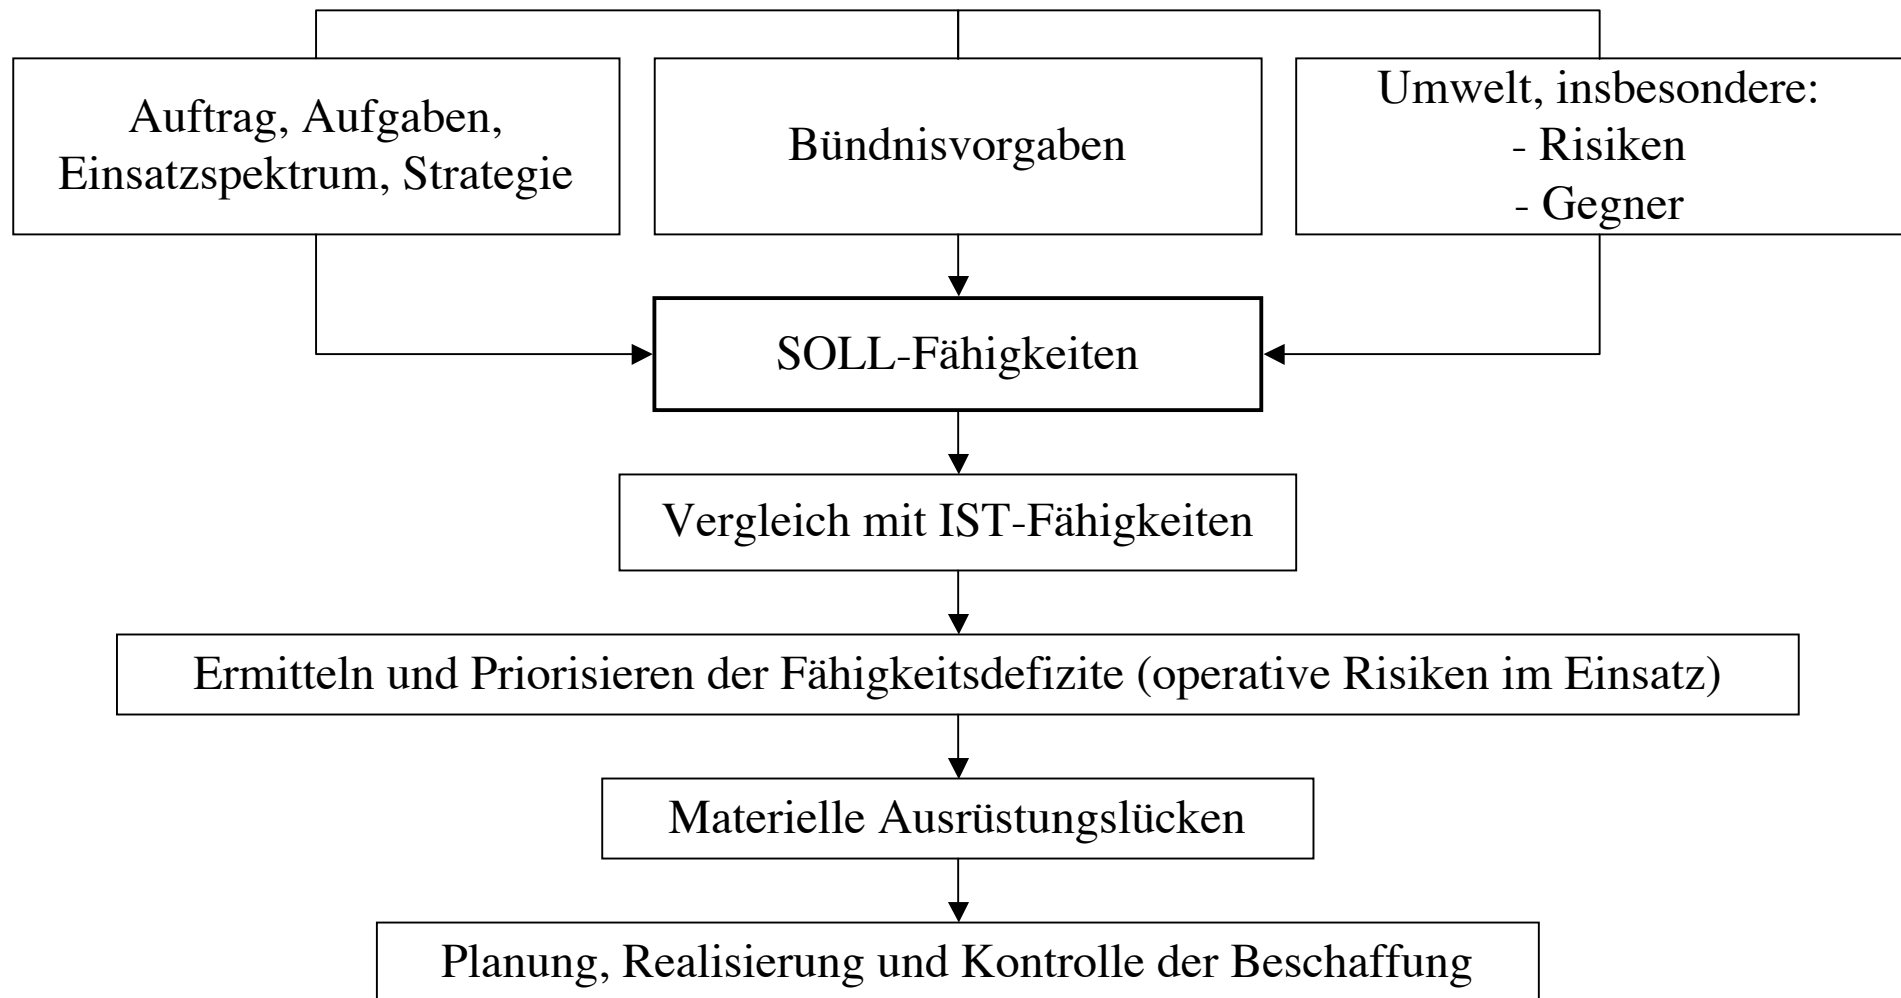 Auftrag, Aufgaben,
Einsatzspektrum, Strategie
Bündnisvorgaben
Umwelt, insbesondere:
- Risiken
- Gegner
SOLL-Fähigkeiten
Vergleich mit IST-Fähigkeiten
Ermitteln und Priorisieren der Fähigkeitsdefizite (operative Risiken im Einsatz)
Materielle Ausrüstungslücken
Planung, Realisierung und Kontrolle der Beschaffung